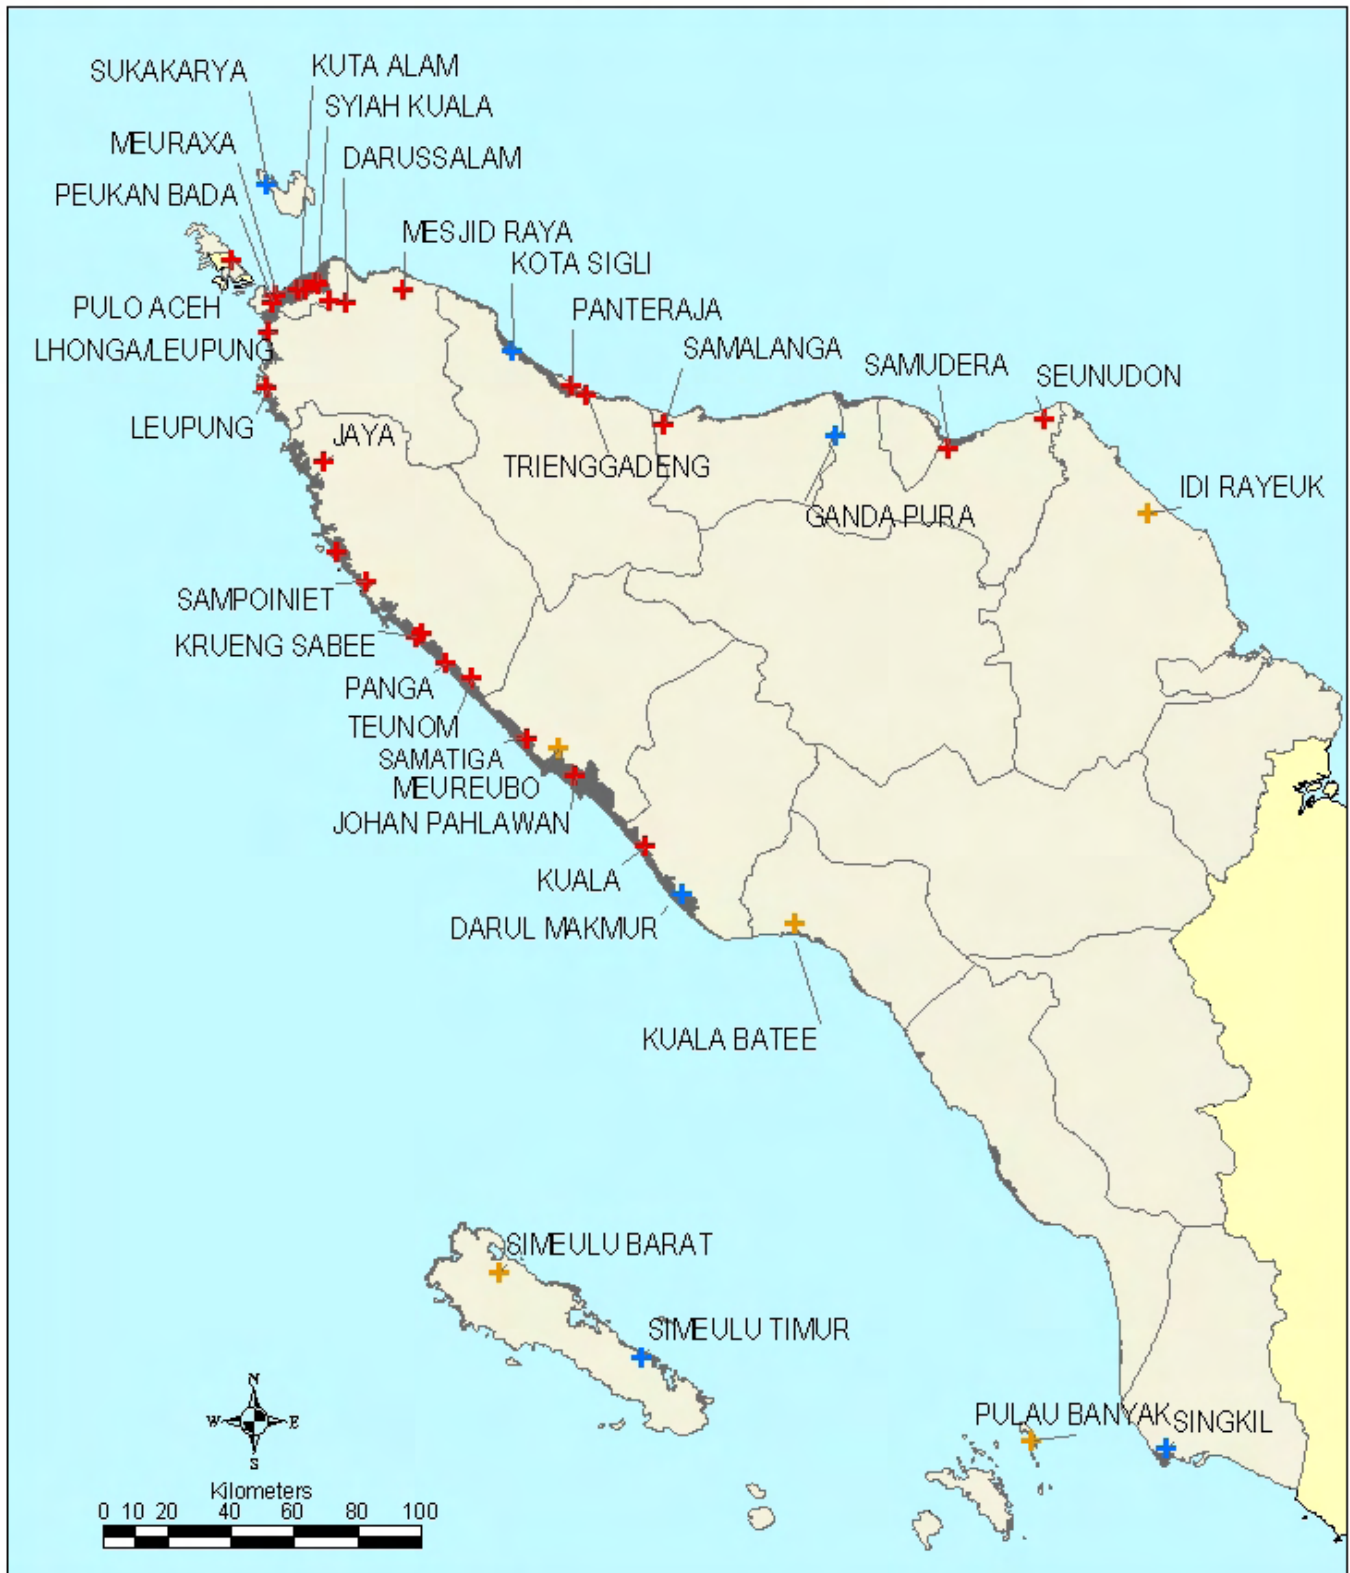 SUKAKARYA
KUTA ALAM
SYIAH KUALA
MEURAXA
DARUSSALAM
PEUKAN BADA
MESJID RAYA
KOTA SIGLI
PULO ACEH
PANTERAJA
LHONGA/LEUPUNG
SAMALANGA
SAMUDERA
SEUNUDON
LEUPUNG
JAYA
TRIENGGADENG
IDI RAYEUK
GANDA PURA
SAMPOINIET
KRUENG SABEE
PANGA
TEUNOM
SAMATIGA
MEUREUBO
JOHAN PAHLAWAN
KUALA
DARUL MAKMUR
KUALA BATEE
SIMEULU BARAT
SIMEULU TIMUR
PULAU BANYAK
SINGKIL
N
W E
S
Kilometers
0 10 20 40 60 80 100